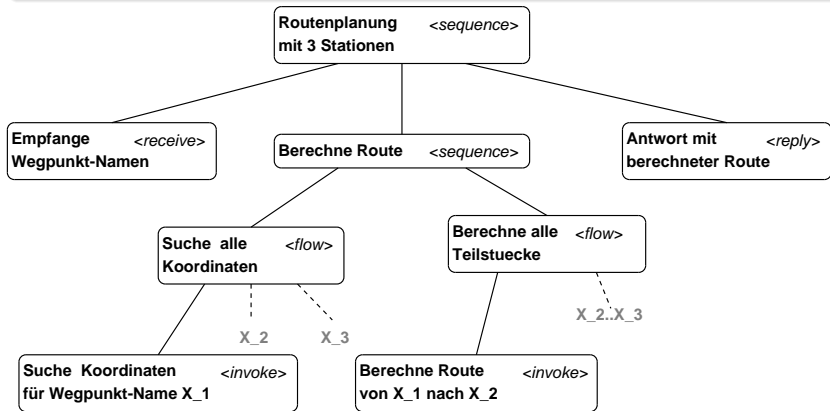 Routenplanung <sequence>
mit 3 Stationen
Empfange <receive>
Wegpunkt-Namen
Berechne Route <sequence>
Antwort mit <reply>
berechneter Route
Suche alle <flow>
Koordinaten
Berechne alle <flow>
Teilstuecke
X_2
X_3
X_2..X_3
Suche Koordinaten <invoke>
für Wegpunkt-Name X_1
Berechne Route <invoke>
von X_1 nach X_2